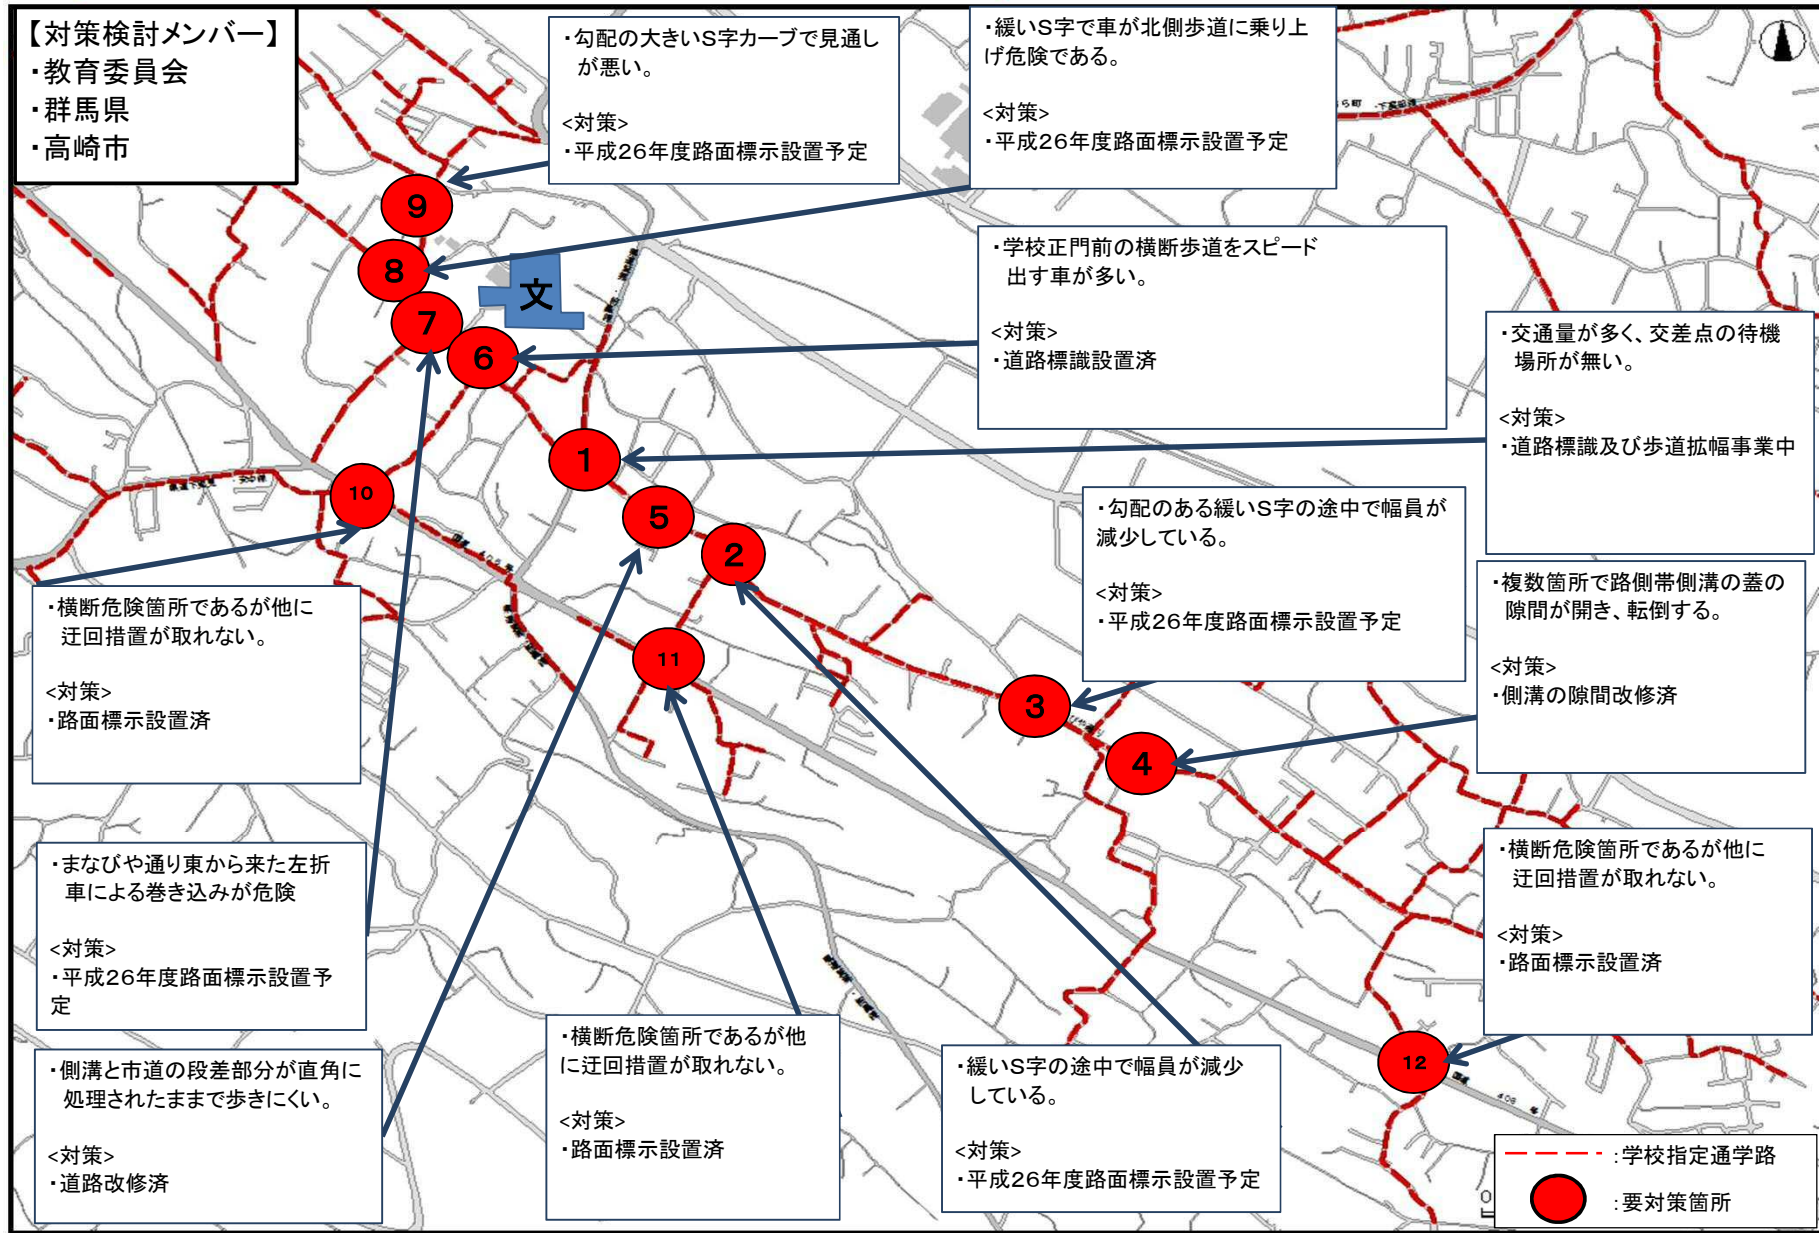 【対策検討メンバー】
・教育委員会
・群馬県
・高崎市
・勾配の大きいS字カーブで見通し
が悪い。
<対策>
・平成26年度路面標示設置予定
・緩いS字で車が北側歩道に乗り上
げ危険である。
<対策>
・平成26年度路面標示設置予定
・学校正門前の横断歩道をスピード
出す車が多い。
<対策>
・道路標識設置済
・交通量が多く、交差点の待機
場所が無い。
<対策>
・道路標識及び歩道拡幅事業中
・勾配のある緩いS字の途中で幅員が
減少している。
<対策>
・平成26年度路面標示設置予定
・複数箇所で路側帯側溝の蓋の
隙間が開き、転倒する。
<対策>
・側溝の隙間改修済
・横断危険箇所であるが他に
迂回措置が取れない。
<対策>
・路面標示設置済
・まなびや通り東から来た左折
車による巻き込みが危険
<対策>
・平成26年度路面標示設置予
定
・側溝と市道の段差部分が直角に
処理されたままで歩きにくい。
<対策>
・道路改修済
・横断危険箇所であるが他
に迂回措置が取れない。
<対策>
・路面標示設置済
・緩いS字の途中で幅員が減少
している。
<対策>
・平成26年度路面標示設置予定
・横断危険箇所であるが他に
迂回措置が取れない。
<対策>
・路面標示設置済
9
8
7
6
文
1
5
2
10
11
3
4
12
:学校指定通学路
:要対策箇所